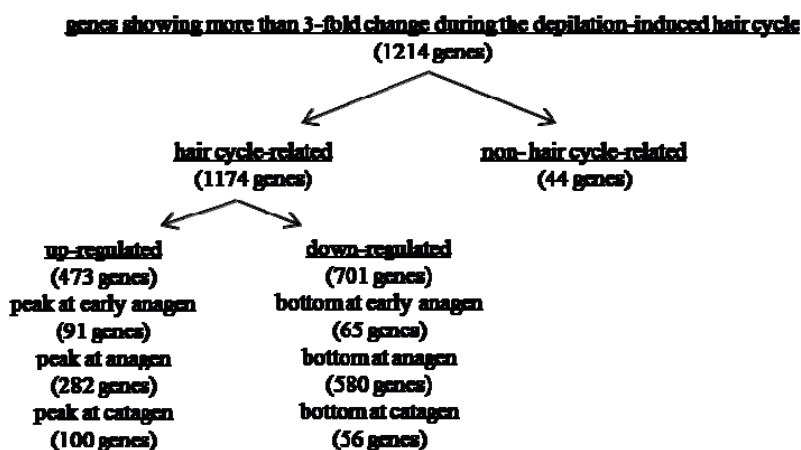 genes showing more than 3-fold change during the depilation-induced hair cycle
(1214 genes)
hair cycle-related
(1174 genes)
non- hair cycle-related
(44 genes)
up-regulated
(473 genes)
peak at early anagen
(91 genes)
peak at anagen
(282 genes)
peak at catagen
(100 genes)
down-regulated
(701 genes)
bottom at early anagen
(65 genes)
bottom at anagen
(580 genes)
bottom at catagen
(56 genes)